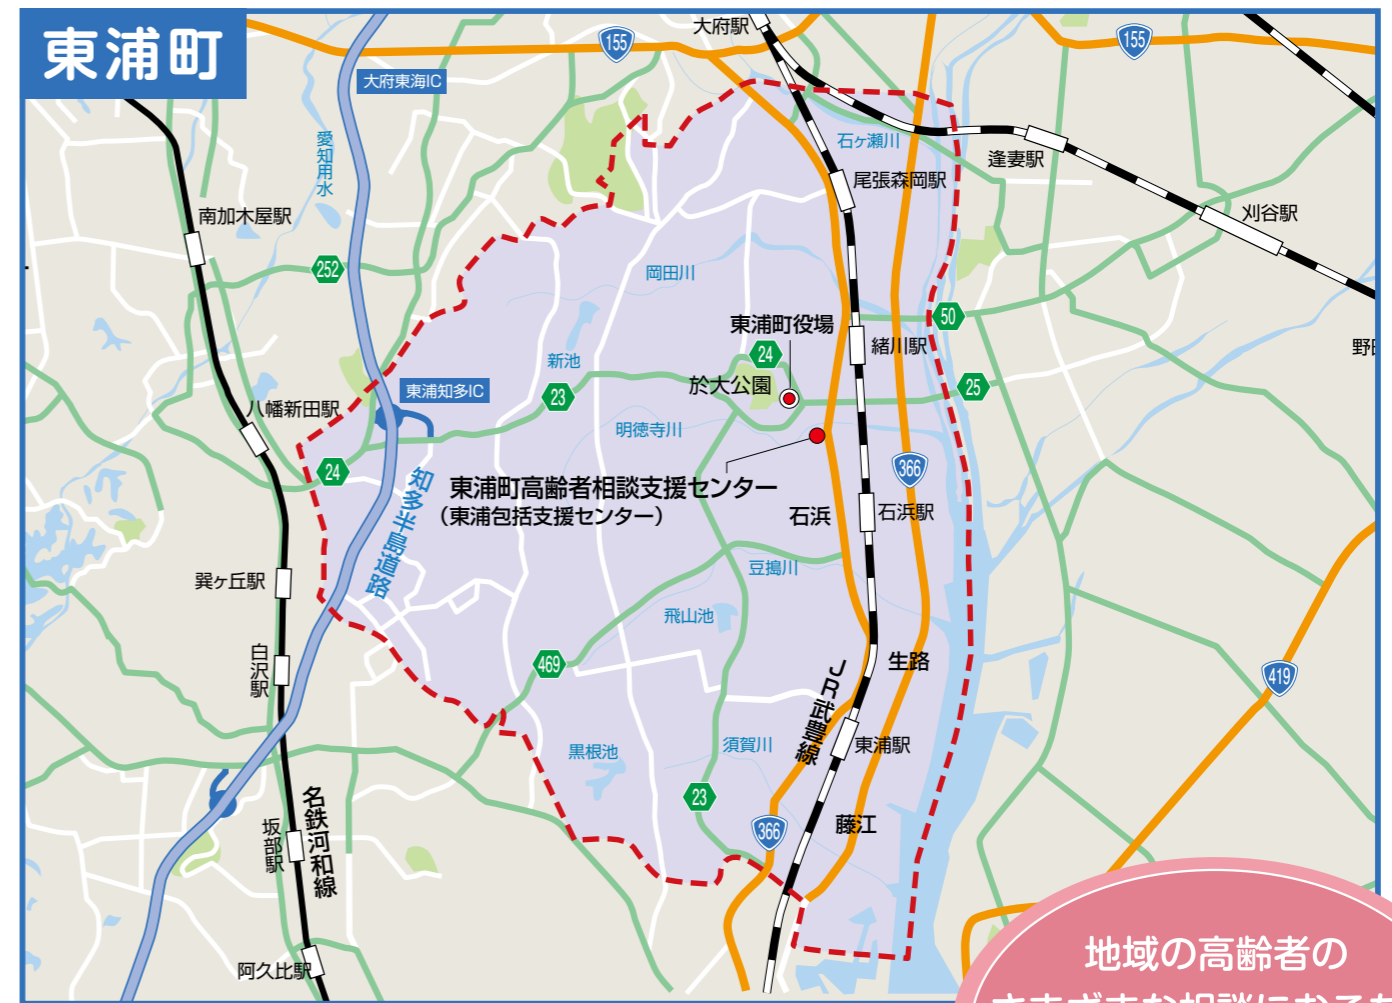 東浦町
大府駅
155
155
大府東海IC
愛知用水
石ヶ瀬川
逢妻駅
尾張森岡駅
刈谷駅
南加木屋駅
252
岡田川
東浦町役場
50
緒川駅
新池
24
於大公園
25
東浦知多IC
23
八幡新田駅
明徳寺川
24
366
知多半島道路
東浦町高齢者相談支援センター
（東浦包括支援センター）
石浜
石浜駅
巽ヶ丘駅
豆搗川
飛山池
白沢駅
469
生路
419
JR武豊線
東浦駅
須賀川
黒根池
23
366
藤江
名鉄河和線
坂部駅
阿久比駅
地域の高齢者の